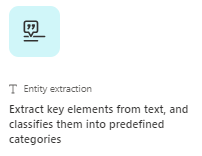 Entity extraction
Extract key elements from text, and
classifies them into predefined
categories